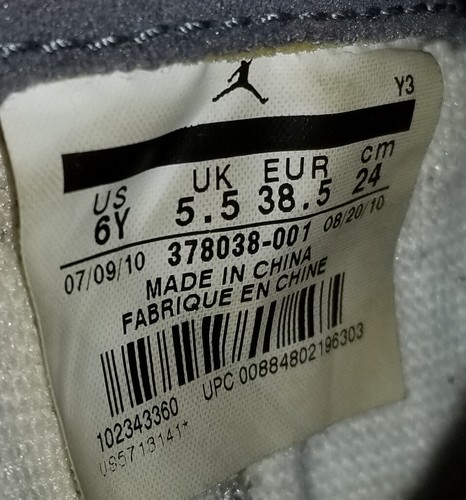 Y3
US UK EUR cm
6Y 5.5 38.5 24
07/09/10 378038-001 08/20/10
MADE IN CHINA
FABRIQUE EN CHINE
102343360 UPC 00884802196303
US5713141*